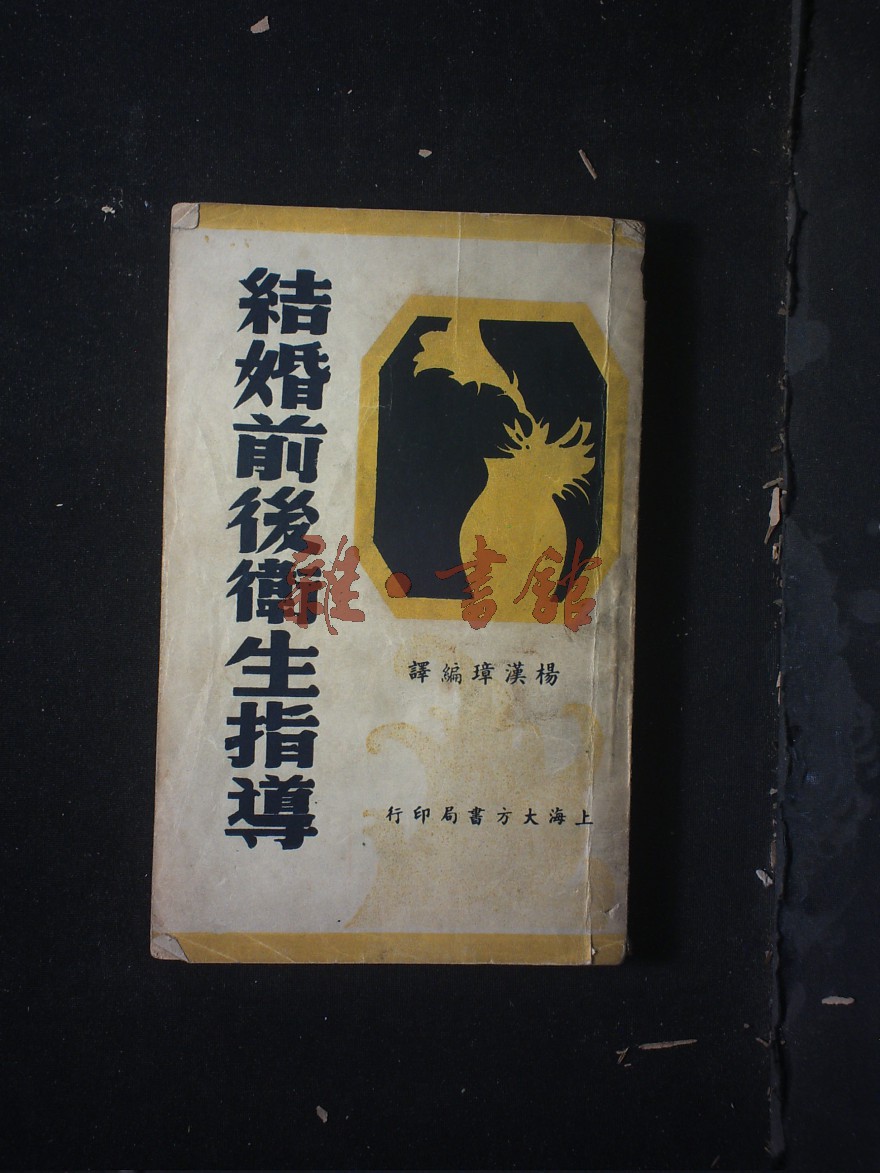 結婚前後衛生指導
楊漢璋編譯
上海大方書局印行
雜·書館